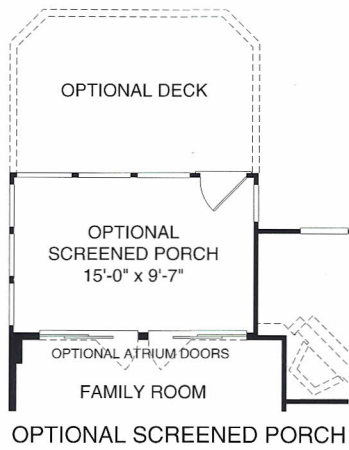 OPTIONAL DECK
OPTIONAL
SCREENED PORCH
15'-0" x 9'-7"
OPTIONAL ATRIUM DOORS
FAMILY ROOM
OPTIONAL SCREENED PORCH